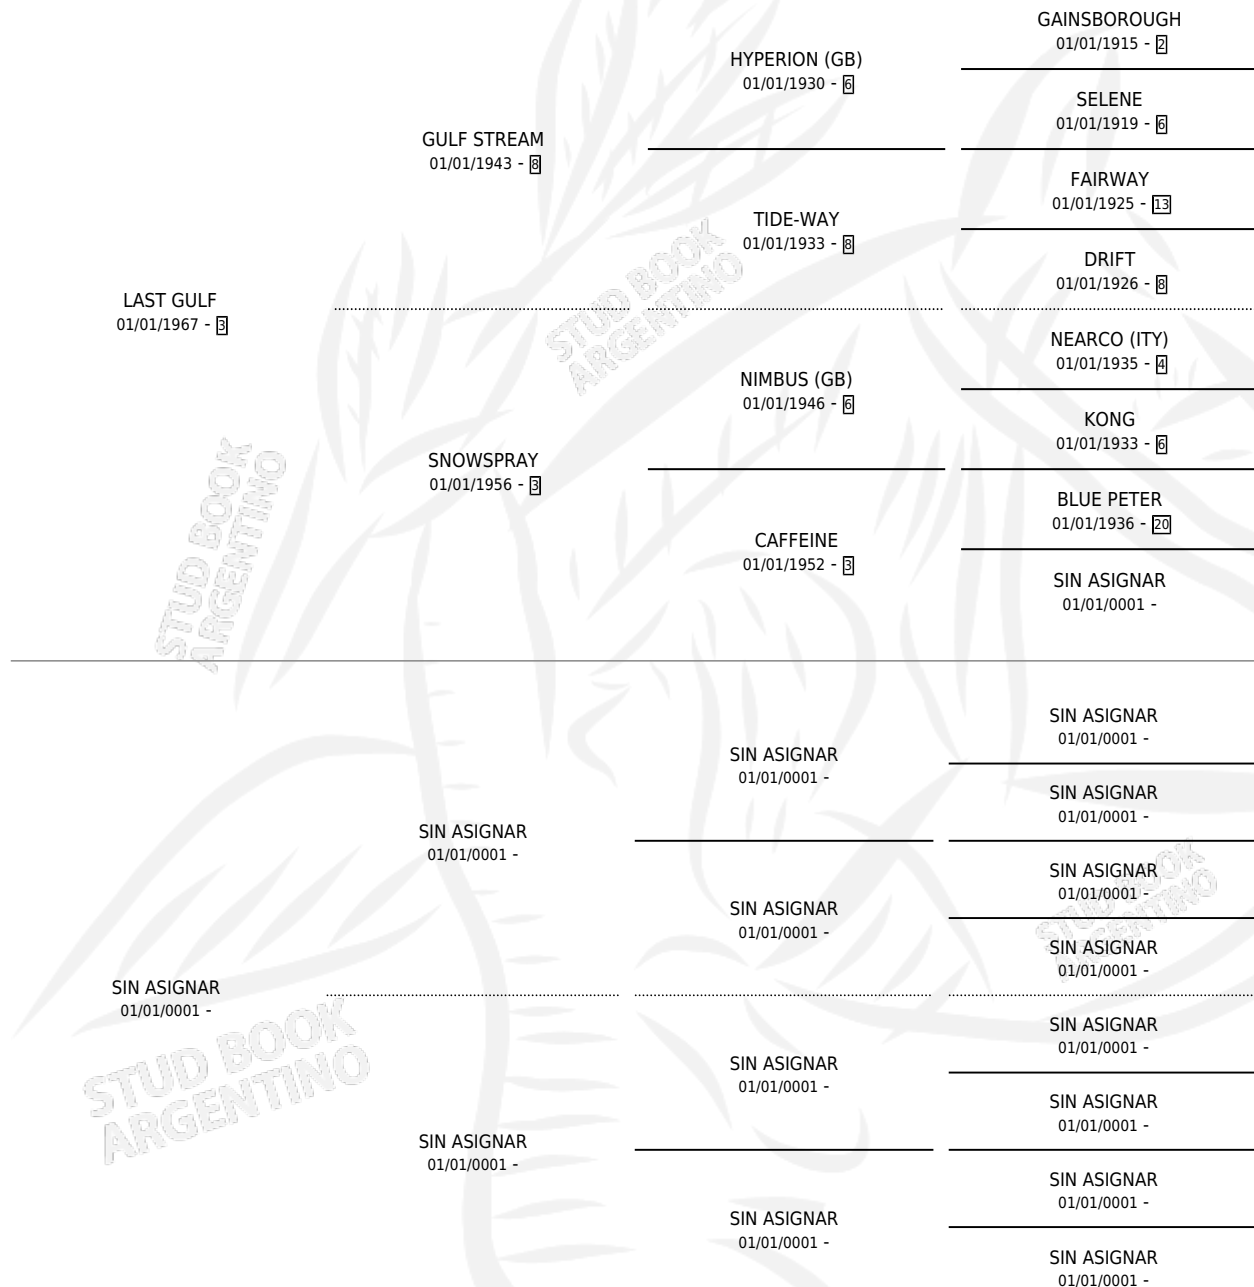 GAINSBOROUGH
01/01/1915 - 2
HYPERION (GB)
01/01/1930 - 6
SELENE
01/01/1919 - 6
GULF STREAM
01/01/1943 - 8
FAIRWAY
01/01/1925 - 13
TIDE-WAY
01/01/1933 - 8
DRIFT
01/01/1926 - 8
LAST GULF
01/01/1967 - 3
NEARCO (ITY)
01/01/1935 - 4
NIMBUS (GB)
01/01/1946 - 6
KONG
01/01/1933 - 6
SNOWSPRAY
01/01/1956 - 3
BLUE PETER
01/01/1936 - 20
CAFFEINE
01/01/1952 - 3
SIN ASIGNAR
01/01/0001 -
SIN ASIGNAR
01/01/0001 -
SIN ASIGNAR
01/01/0001 -
SIN ASIGNAR
01/01/0001 -
SIN ASIGNAR
01/01/0001 -
SIN ASIGNAR
01/01/0001 -
SIN ASIGNAR
01/01/0001 -
SIN ASIGNAR
01/01/0001 -
SIN ASIGNAR
01/01/0001 -
SIN ASIGNAR
01/01/0001 -
SIN ASIGNAR
01/01/0001 -
SIN ASIGNAR
01/01/0001 -
SIN ASIGNAR
01/01/0001 -
SIN ASIGNAR
01/01/0001 -
SIN ASIGNAR
01/01/0001 -
SIN ASIGNAR
01/01/0001 -
STUD BOOK
ARGENTINO
STUD BOOK
ARGENTINO
STUD BOOK
ARGENTINO
STUD BOOK
ARGENTINO